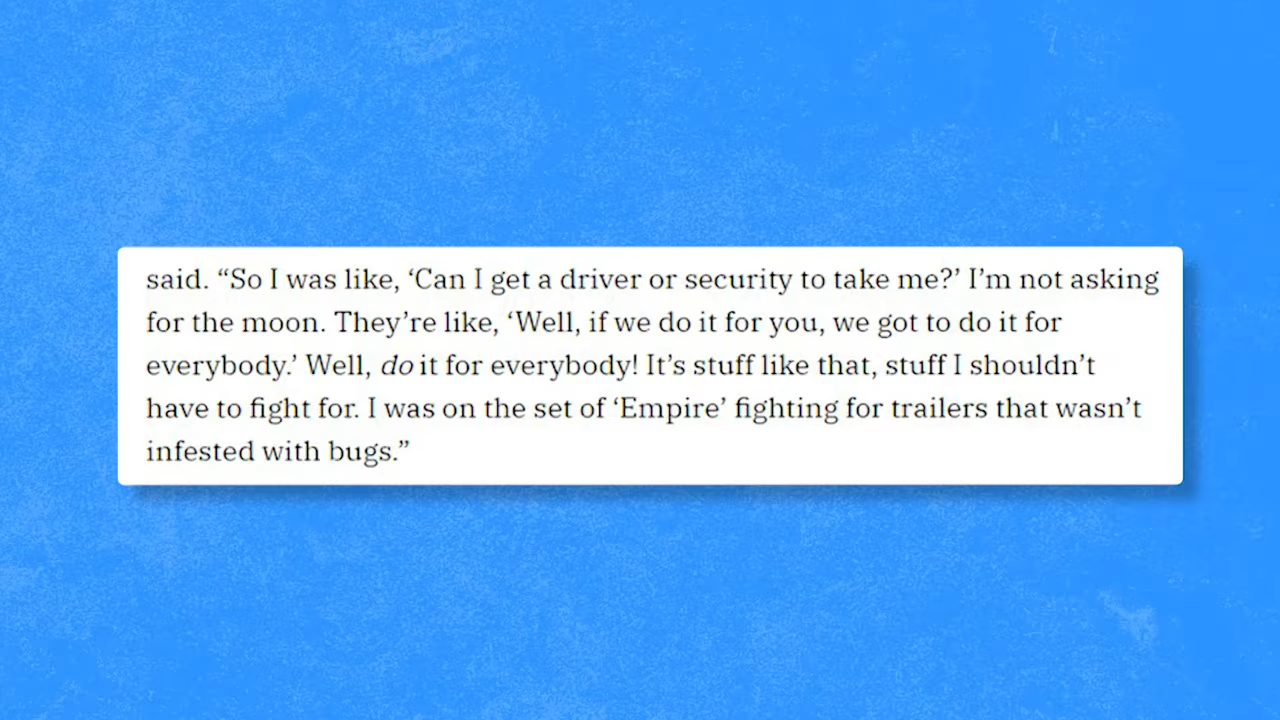 said. “So I was like, ‘Can I get a driver or security to take me?’ I’m not asking
for the moon. They’re like, ‘Well, if we do it for you, we got to do it for
everybody.’ Well, do it for everybody! It’s stuff like that, stuff I shouldn’t
have to fight for. I was on the set of ‘Empire’ fighting for trailers that wasn’t
infested with bugs.”